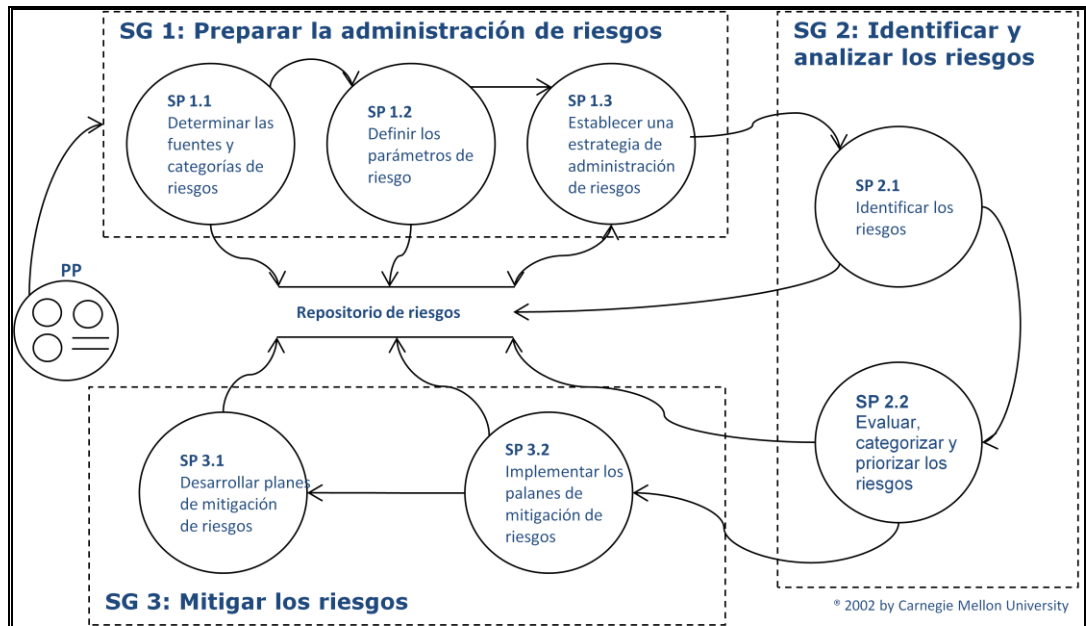 SG 1: Preparar la administración de riesgos
SG 2: Identificar y
analizar los riesgos
SP 1.1
Determinar las
fuentes y
categorías de
riesgos
SP 1.2
Definir los
parámetros de
riesgo
SP 1.3
Establecer una
estrategia de
administración
de riesgos
SP 2.1
Identificar los
riesgos
PP
Repositorio de riesgos
SP 2.2
Evaluar,
categorizar y
priorizar los
riesgos
SP 3.1
Desarrollar planes
de mitigación
de riesgos
SP 3.2
Implementar los
palanes de
mitigación de
riesgos
SG 3: Mitigar los riesgos
® 2002 by Carnegie Mellon University